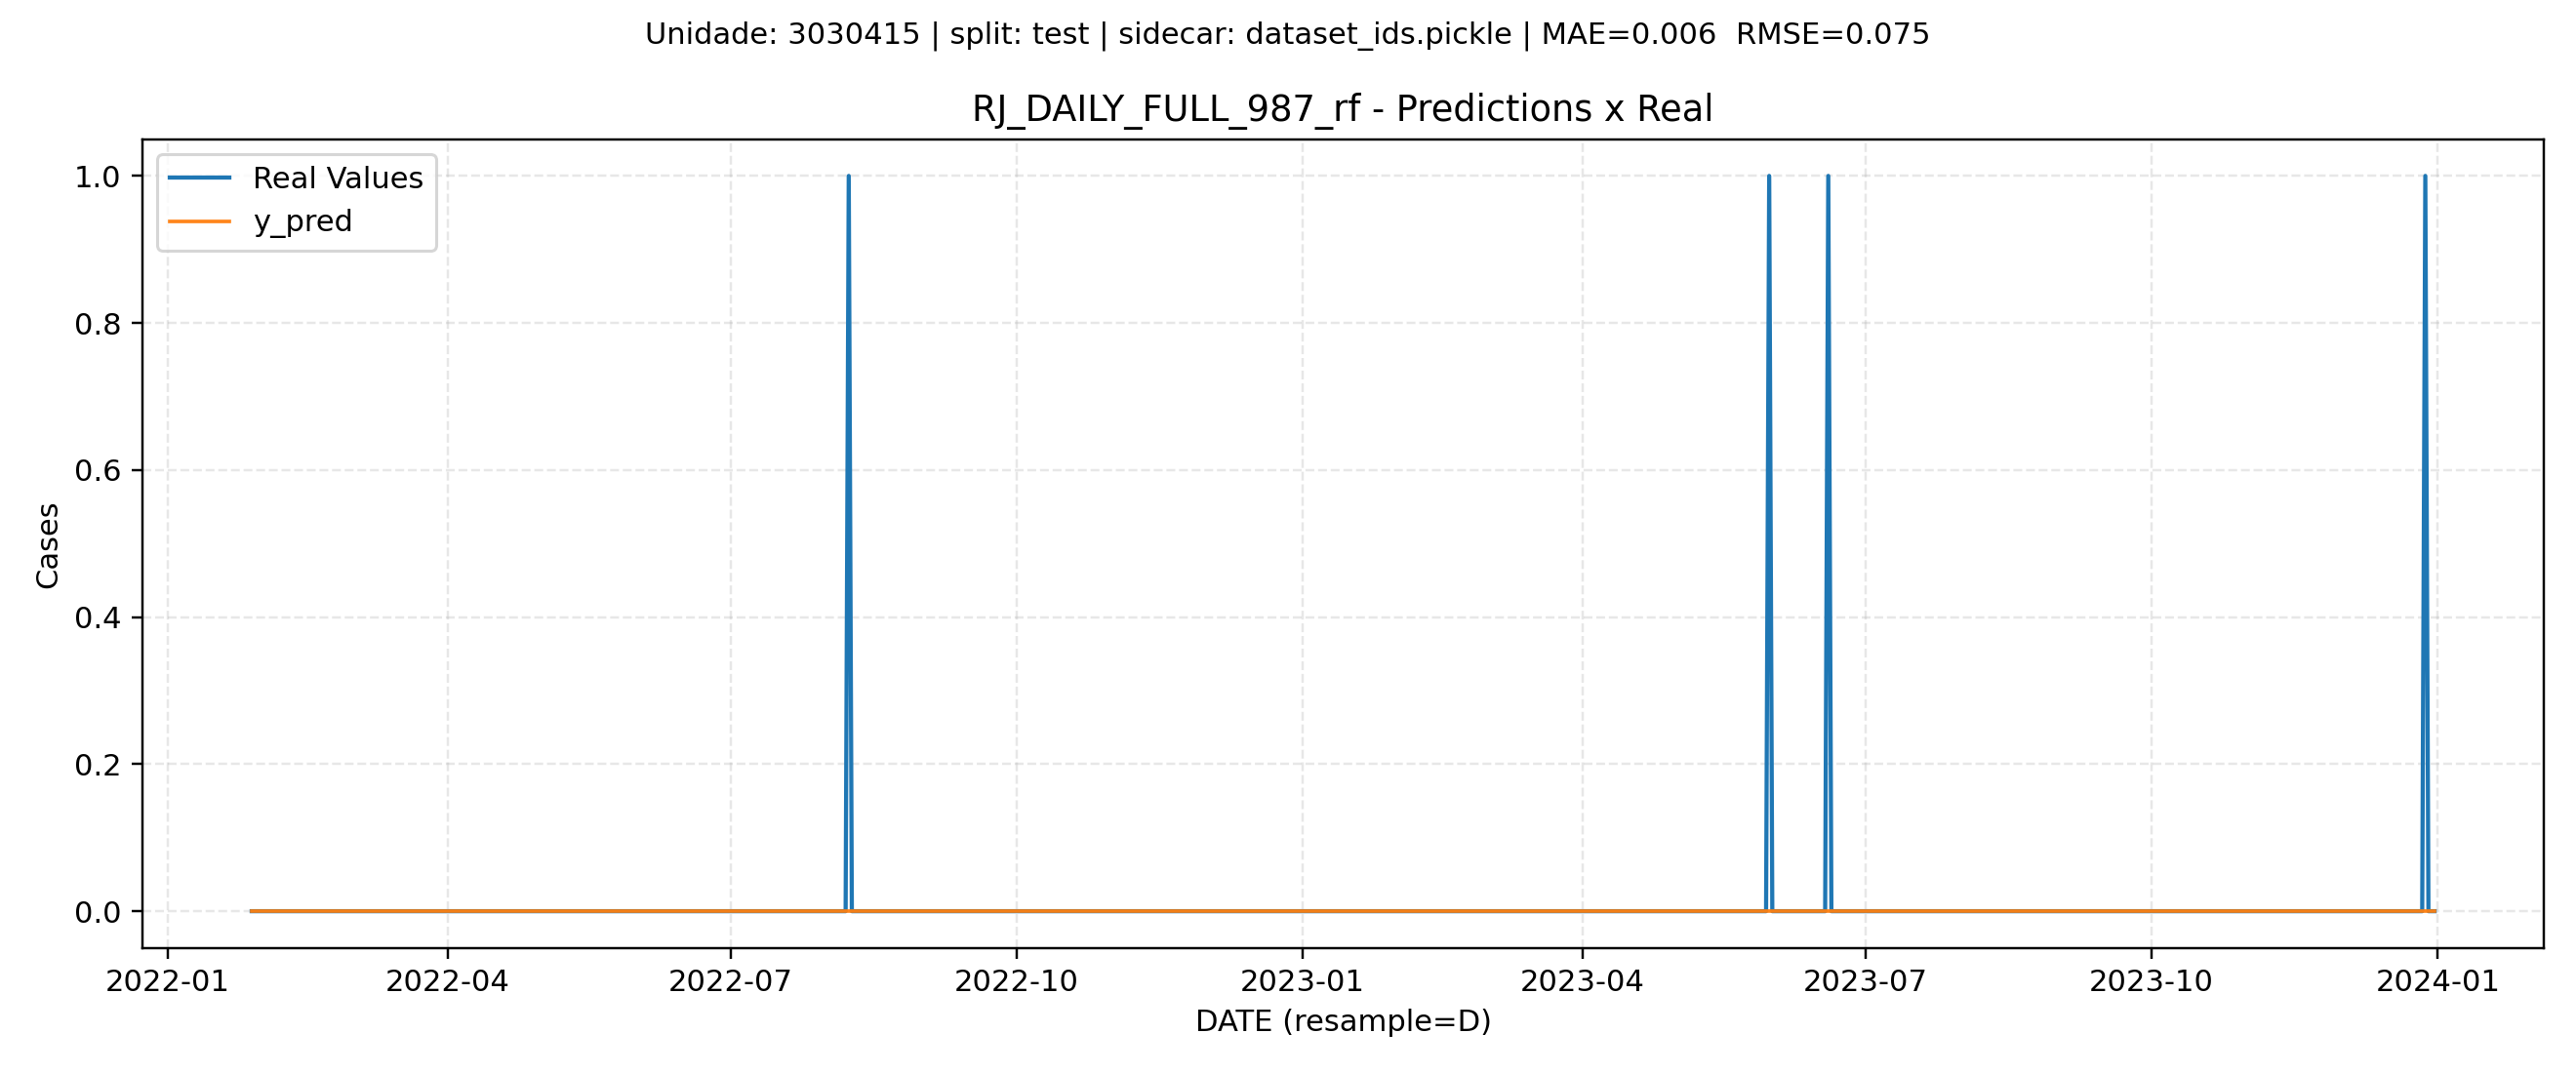 Unidade: 3030415 | split: test | sidecar: dataset_ids.pickle | MAE=0.006  RMSE=0.075
RJ_DAILY_FULL_987_rf - Predictions x Real
Real Values
y_pred
1.0
0.8
0.6
0.4
0.2
0.0
Cases
2022-01 2022-04 2022-07 2022-10 2023-01 2023-04 2023-07 2023-10 2024-01
DATE (resample=D)